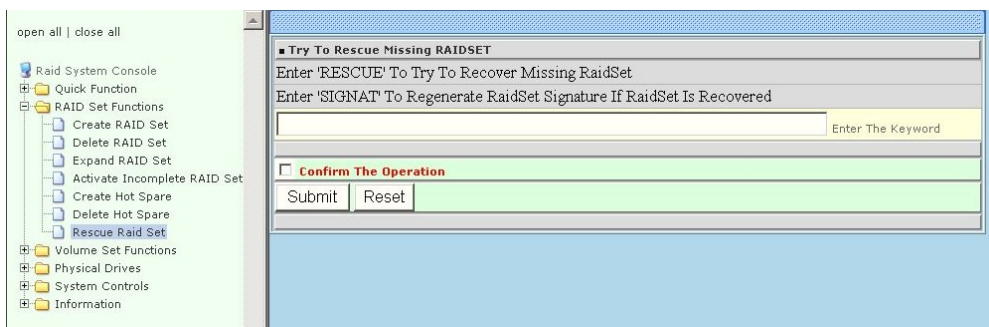 open all | close all
Raid System Console
Quick Function
RAID Set Functions
Create RAID Set
Delete RAID Set
Expand RAID Set
Activate Incomplete RAID Set
Create Hot Spare
Delete Hot Spare
Rescue Raid Set
Volume Set Functions
Physical Drives
System Controls
Information
Try To Rescue Missing RAIDSET
Enter 'RESCUE' To Try To Recover Missing RaidSet
Enter 'SIGNAT' To Regenerate RaidSet Signature If RaidSet Is Recovered
Enter The Keyword
Confirm The Operation
Submit Reset